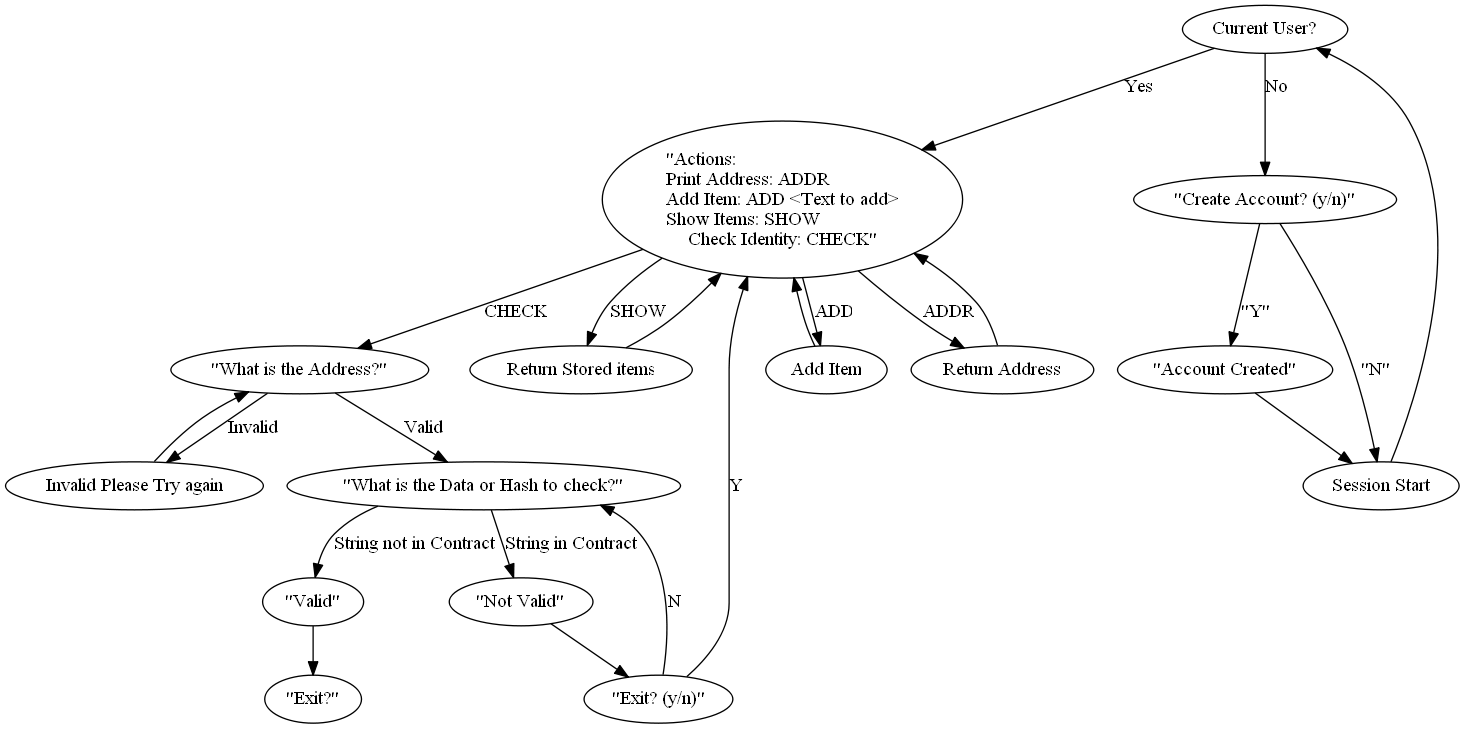 Current User?
Yes
No
"Actions:
Print Address: ADDR
Add Item: ADD <Text to add>
Show Items: SHOW
Check Identity: CHECK"
"Create Account? (y/n)"
CHECK
SHOW
ADD
ADDR
"Y"
"N"
"What is the Address?"
Return Stored items
Add Item
Return Address
"Account Created"
Invalid
Valid
Invalid Please Try again
"What is the Data or Hash to check?"
Y
Session Start
String not in Contract
String in Contract
"Valid"
"Not Valid"
N
"Exit?"
"Exit? (y/n)"